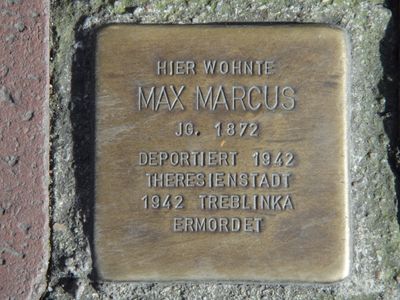 HIER WOHNTE
MAX MARCUS
JG. 1872
DEPORTIERT 1942
THERESIENSTADT
1942 TREBLINKA
ERMORDET